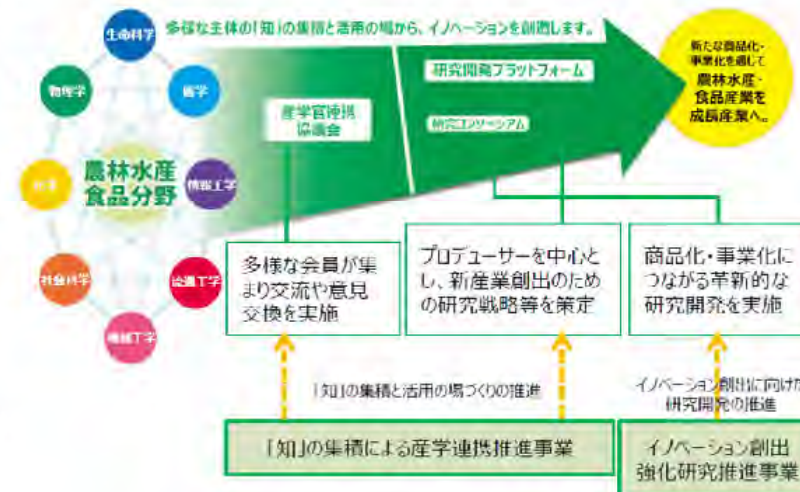 多様な主体の「知」の集積と活用の場から、イノベーションを創造します。
生命科学
物理学
医学
農林水産
食品分野
情報工学
社会科学
流通工学
機械工学
産学官連携
協議会
研究開発プラットフォーム
研究コンソーシアム
新たな商品化・
事業化を通じて
農林水産・
食品産業を
成長産業へ。
多様な会員が集
まり交流や意見
交換を実施
プロデューサーを中心と
し、新産業創出のため
の研究戦略等を策定
商品化・事業化に
つながる革新的な
研究開発を実施
「知」の集積と活用の場づくりの推進
イノベーション創出に向けた
研究開発の推進
「知」の集積による産学連携推進事業
イノベーション創出
強化研究推進事業